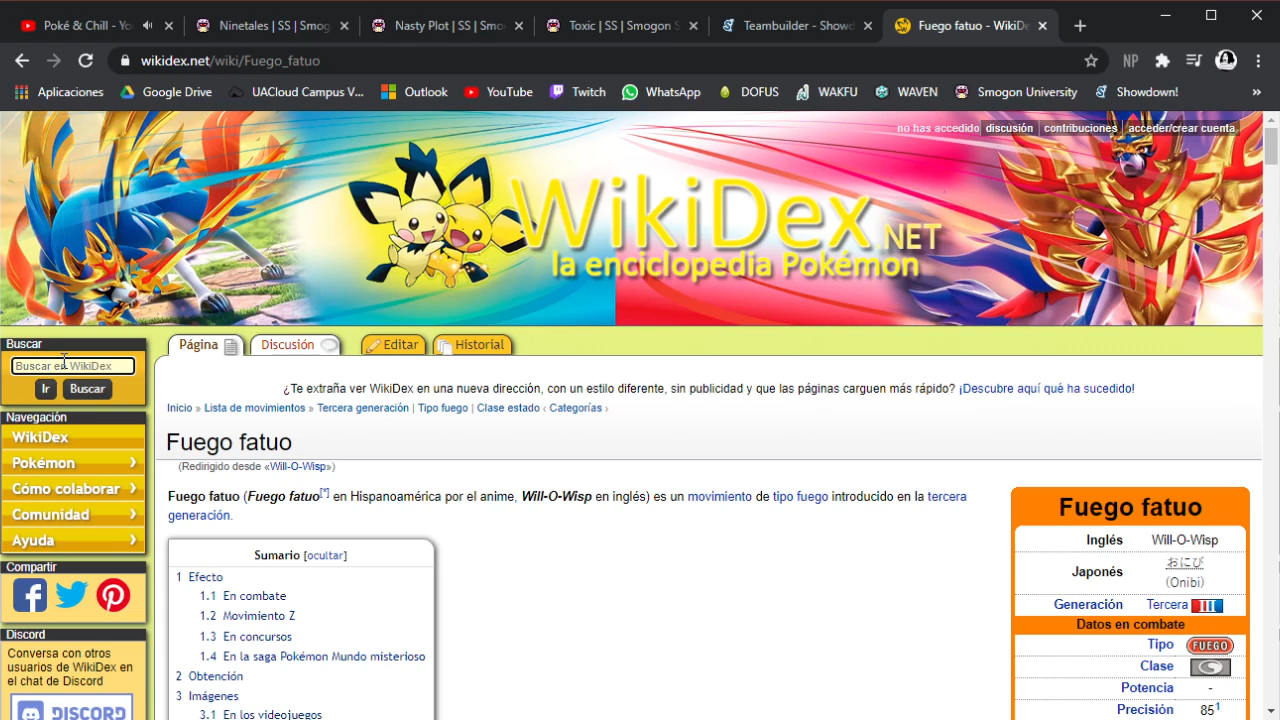 Poké & Chill - Yo
Ninetales | SS | Smog
Nasty Plot | SS | Smo
Toxic | SS | Smogon S
Teambuilder - Showd
Fuego fatuo - WikiDe
wikidex.net/wiki/Fuego_fatuo
NP
Aplicaciones
Google Drive
UACloud Campus V...
Outlook
YouTube
Twitch
WhatsApp
DOFUS
WAKFU
WAVEN
Smogon University
Showdown!
»
no has accedido discusión contribuciones acceder/crear cuenta
WikiDex.NET
la enciclopedia Pokémon
Buscar
Buscar en WikiDex
Ir Buscar
Navegación
WikiDex
Pokémon
Cómo colaborar
Comunidad
Ayuda
Compartir
Discord
Conversa con otros
usuarios de WikiDex en
el chat de Discord
DISCORD
Página Discusión Editar Historial
¿Te extraña ver WikiDex en una nueva dirección, con un estilo diferente, sin publicidad y que las páginas carguen más rápido? ¡Descubre aquí qué ha sucedido!
Inicio » Lista de movimientos » Tercera generación | Tipo fuego | Clase estado ‹ Categorías ›
Fuego fatuo
(Redirigido desde «Will-O-Wisp»)
Fuego fatuo (Fuego fatuo[*] en Hispanoamérica por el anime, Will-O-Wisp en inglés) es un movimiento de tipo fuego introducido en la tercera
generación.
Sumario [ocultar]
1 Efecto
1.1 En combate
1.2 Movimiento Z
1.3 En concursos
1.4 En la saga Pokémon Mundo misterioso
2 Obtención
3 Imágenes
3.1 En los videojuegos
Fuego fatuo
Inglés Will-O-Wisp
Japonés おにび
(Onibi)
Generación Tercera III
Datos en combate
Tipo FUEGO
Clase
Potencia -
Precisión 85¹